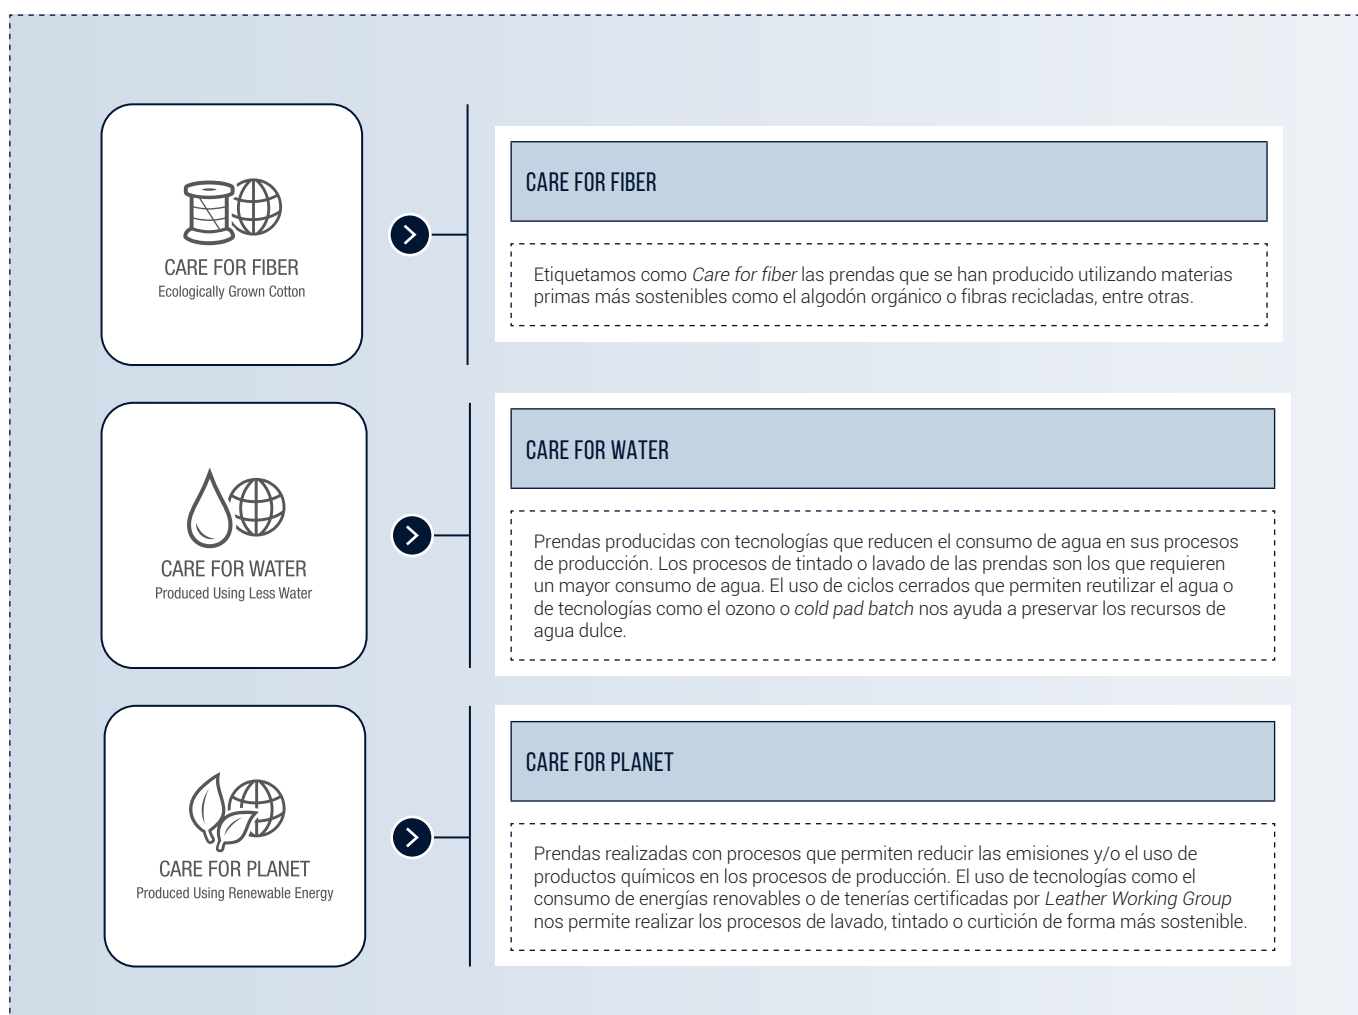 CARE FOR FIBER
Ecologically Grown Cotton
CARE FOR FIBER
Etiquetamos como Care for fiber las prendas que se han producido utilizando materias
primas más sostenibles como el algodón orgánico o fibras recicladas, entre otras.
CARE FOR WATER
Produced Using Less Water
CARE FOR WATER
Prendas producidas con tecnologías que reducen el consumo de agua en sus procesos
de producción. Los procesos de tintado o lavado de las prendas son los que requieren
un mayor consumo de agua. El uso de ciclos cerrados que permiten reutilizar el agua o
de tecnologías como el ozono o cold pad batch nos ayuda a preservar los recursos de
agua dulce.
CARE FOR PLANET
Produced Using Renewable Energy
CARE FOR PLANET
Prendas realizadas con procesos que permiten reducir las emisiones y/o el uso de
productos químicos en los procesos de producción. El uso de tecnologías como el
consumo de energías renovables o de tenerías certificadas por Leather Working Group
nos permite realizar los procesos de lavado, tintado o curtición de forma más sostenible.